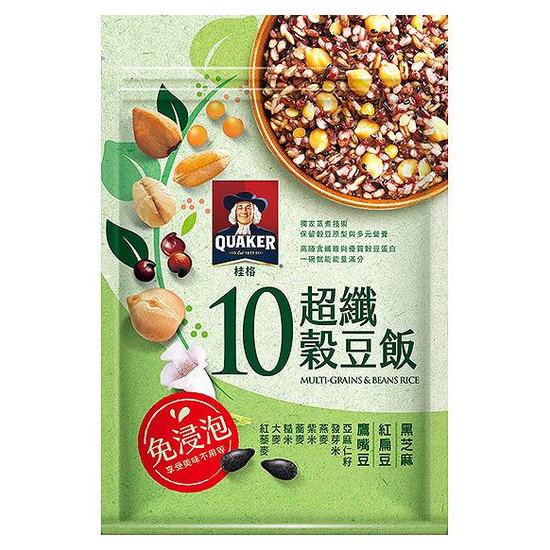 QUAKER
桂格
獨家蒸煮技術
保留穀豆原型與多元營養
高膳食纖維與優質穀豆蛋白
一碗就能能量滿分
10
超纖
穀豆飯
MULTI-GRAINS & BEANS RICE
黑芝麻
紅扁豆
鷹嘴豆
亞麻仁籽
發芽米
燕麥
紫米
蕎麥
糙米
大麥
紅藜麥
免浸泡
享受美味不用等